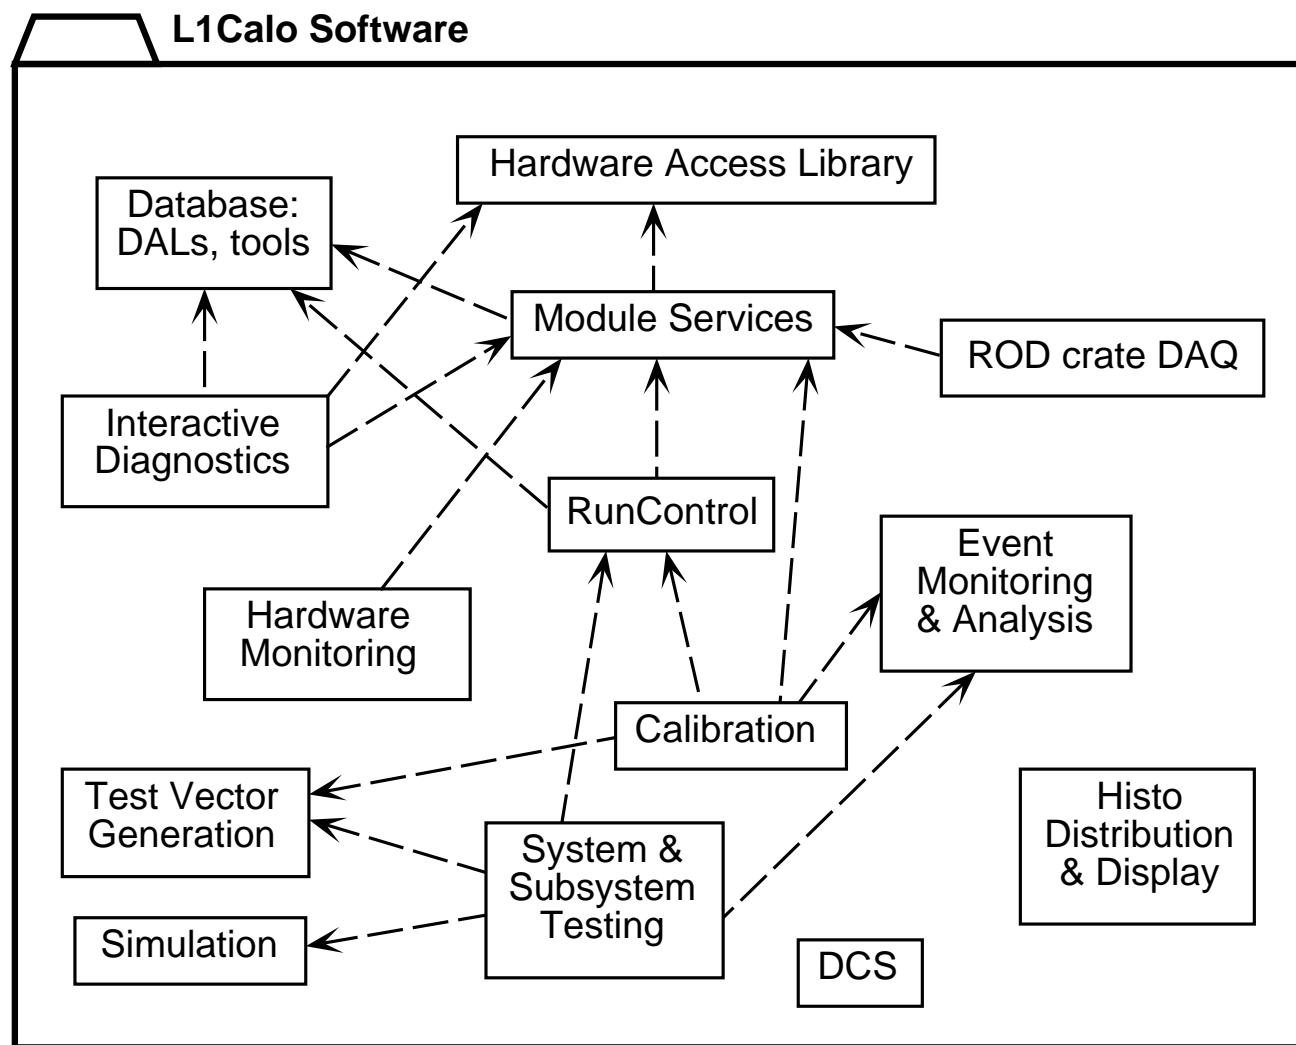 L1Calo Software
Hardware Access Library
Database:
DALs, tools
Module Services
ROD crate DAQ
Interactive
Diagnostics
RunControl
Event
Monitoring
& Analysis
Hardware
Monitoring
Calibration
Test Vector
Generation
Histo
Distribution
& Display
System &
Subsystem
Testing
Simulation
DCS